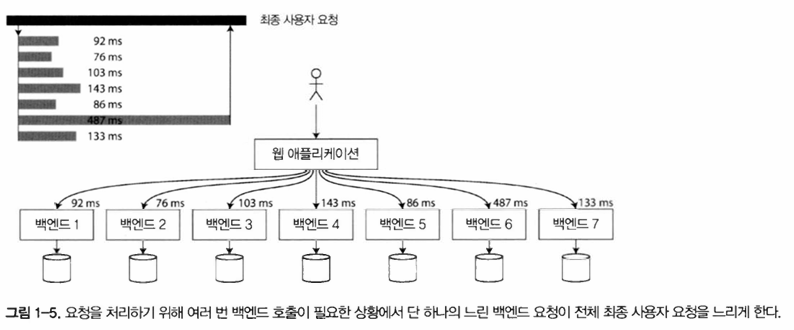 최종 사용자 요청
92 ms
76 ms
103 ms
143 ms
86 ms
487 ms
133 ms
웹 애플리케이션
92 ms
76 ms
103 ms
143 ms
86 ms
487 ms
133 ms
백엔드 1
백엔드 2
백엔드 3
백엔드 4
백엔드 5
백엔드 6
백엔드 7
그림 1-5. 요청을 처리하기 위해 여러 번 백엔드 호출이 필요한 상황에서 단 하나의 느린 백엔드 요청이 전체 최종 사용자 요청을 느리게 한다.